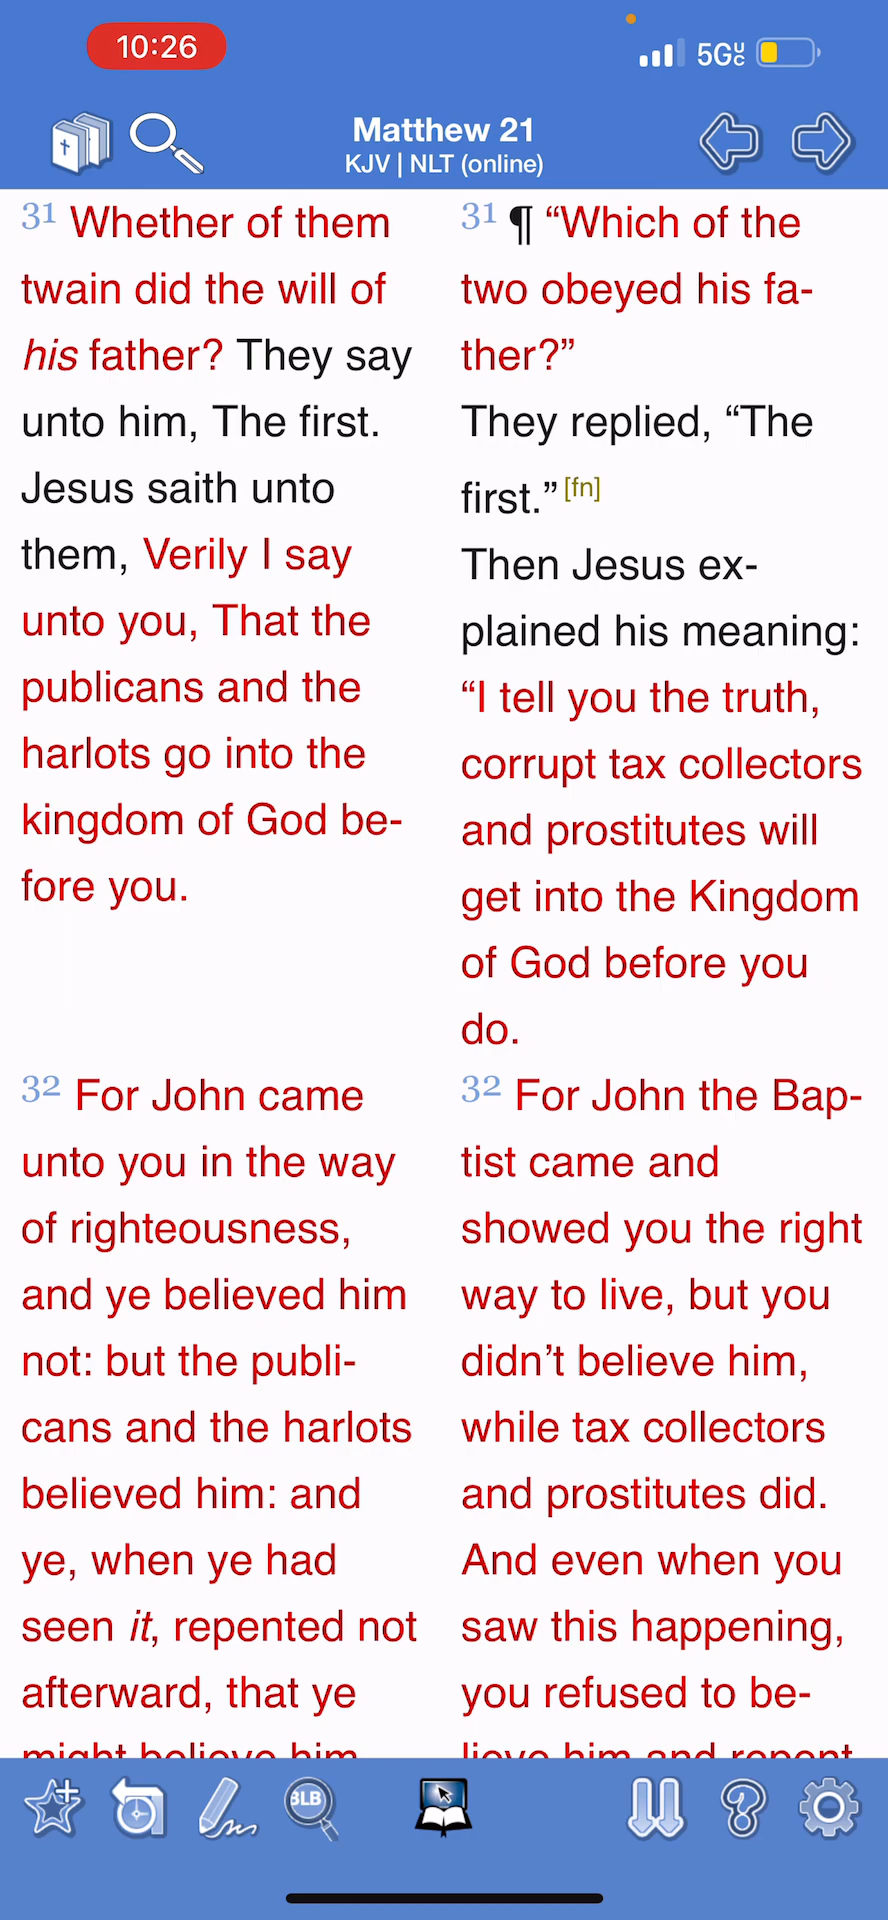 10:26
5G
Matthew 21
KJV | NLT (online)
31 Whether of them
twain did the will of
his father? They say
unto him, The first.
Jesus saith unto
them, Verily I say
unto you, That the
publicans and the
harlots go into the
kingdom of God be-
fore you.
31 ¶ “Which of the
two obeyed his fa-
ther?”
They replied, “The
first.” [fn]
Then Jesus ex-
plained his meaning:
“I tell you the truth,
corrupt tax collectors
and prostitutes will
get into the Kingdom
of God before you
do.
32 For John came
unto you in the way
of righteousness,
and ye believed him
not: but the publi-
cans and the harlots
believed him: and
ye, when ye had
seen it, repented not
afterward, that ye
might believe him
32 For John the Bap-
tist came and
showed you the right
way to live, but you
didn’t believe him,
while tax collectors
and prostitutes did.
And even when you
saw this happening,
you refused to be-
lieve him and repent
BLB